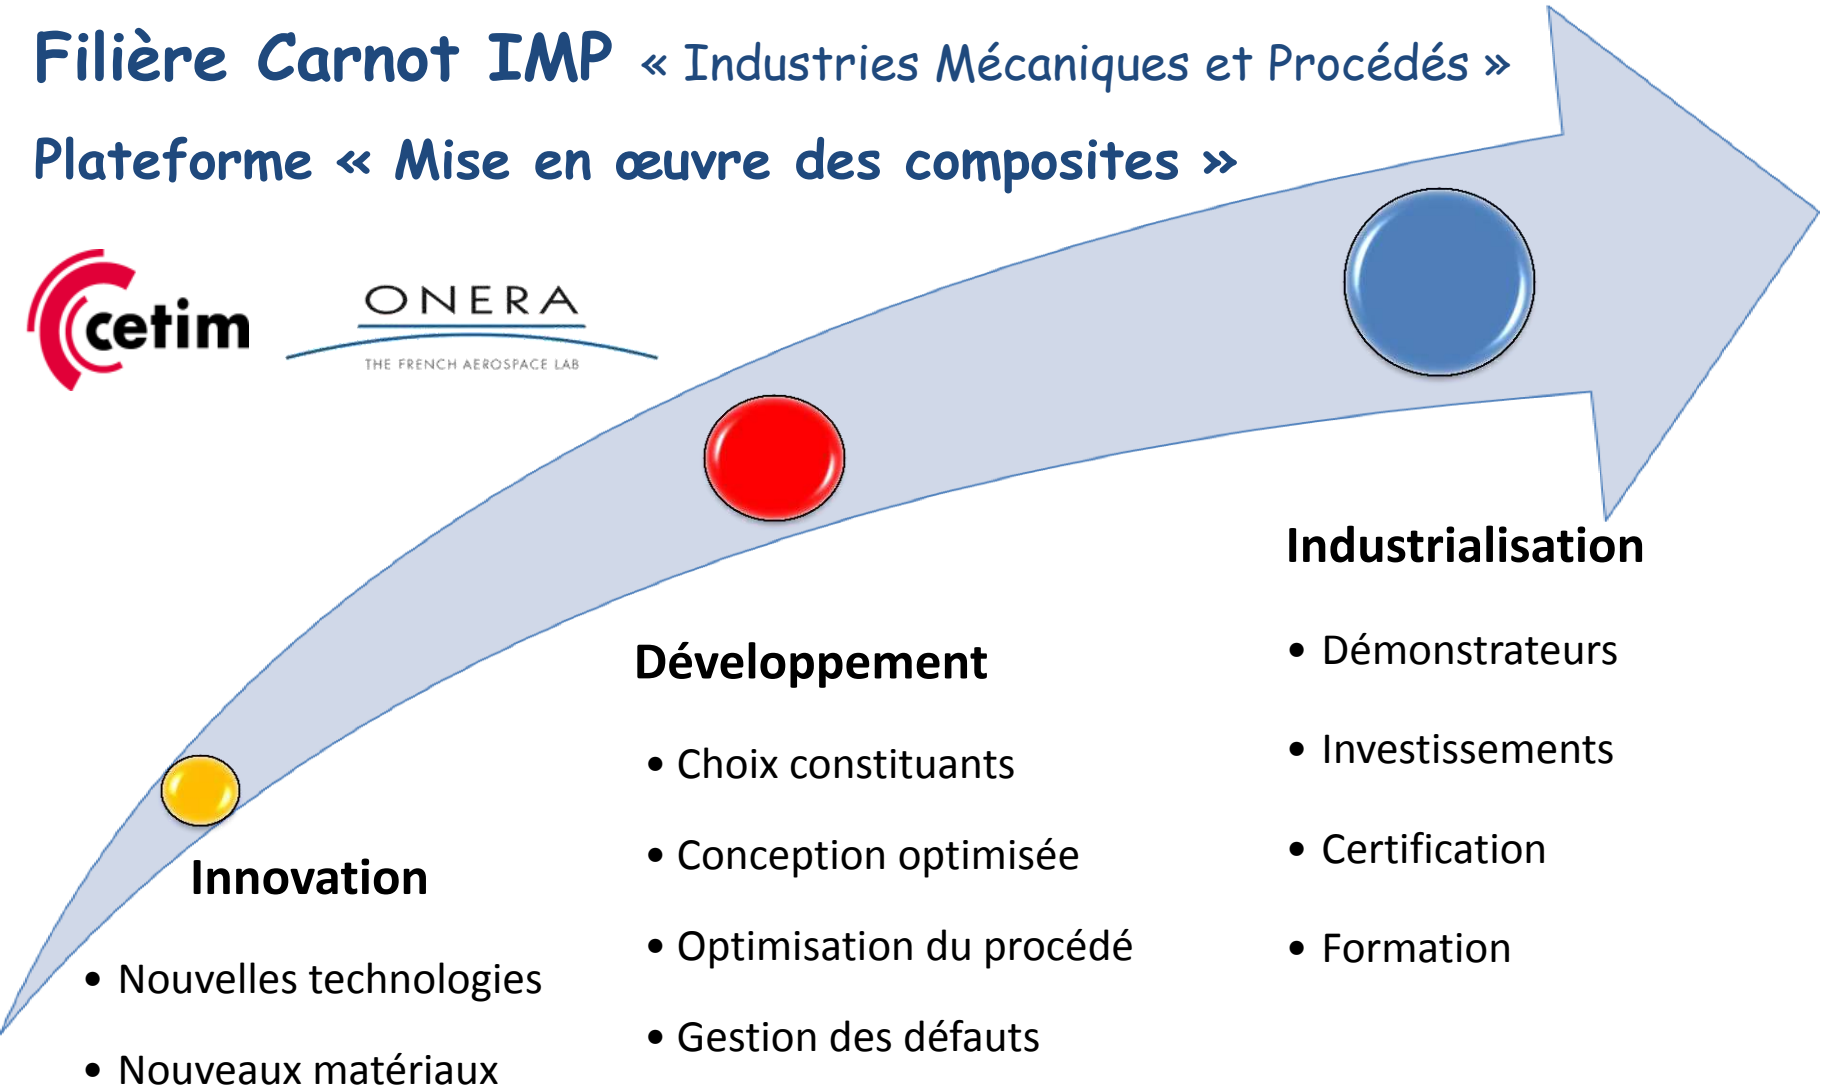 Filière Carnot IMP « Industries Mécaniques et Procédés »
Plateforme « Mise en œuvre des composites »
cetim
ONERA
THE FRENCH AEROSPACE LAB
Innovation
• Nouvelles technologies
• Nouveaux matériaux
Développement
• Choix constituants
• Conception optimisée
• Optimisation du procédé
• Gestion des défauts
Industrialisation
• Démonstrateurs
• Investissements
• Certification
• Formation